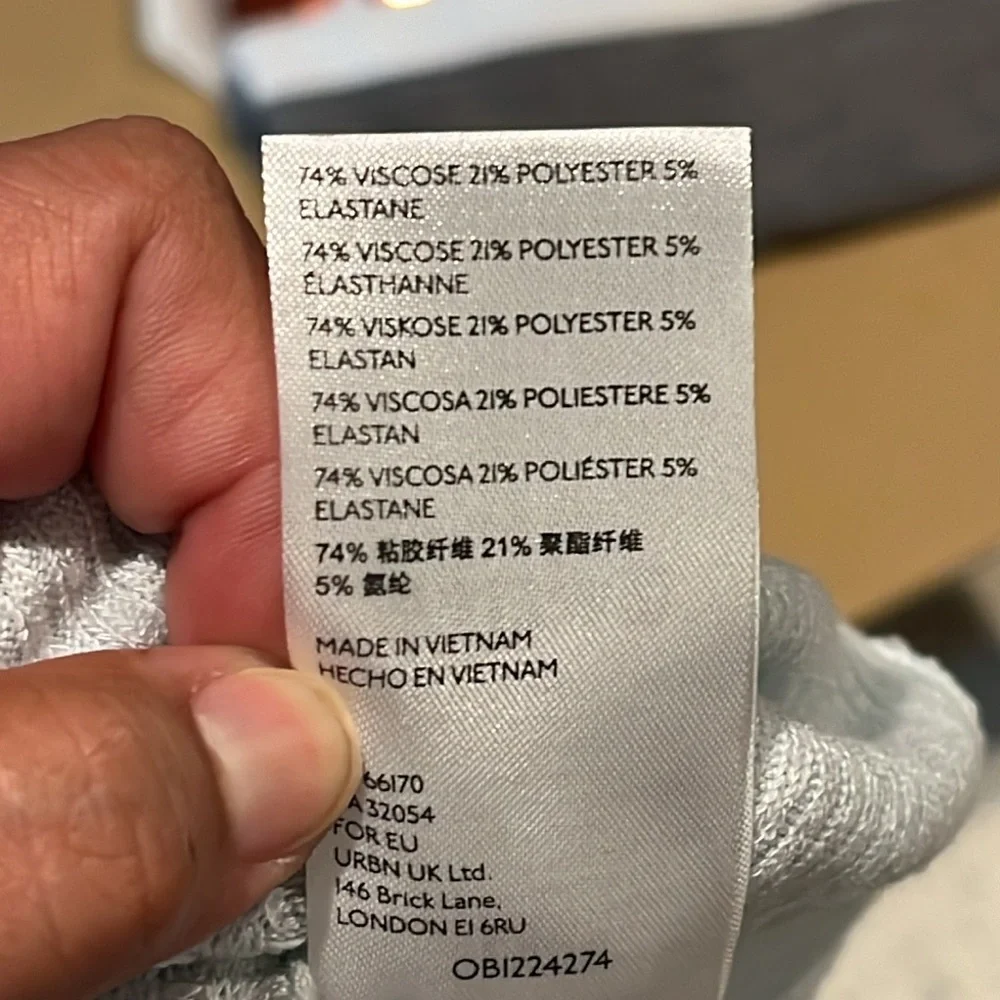 74% VISCOSE 21% POLYESTER 5%
ELASTANE
74% VISCOSE 21% POLYESTER 5%
ÉLASTHANNE
74% VISKOSE 21% POLYESTER 5%
ELASTAN
74% VISCOSA 21% POLIESTERE 5%
ELASTAN
74% VISCOSA 21% POLIÉSTER 5%
ELASTANE
74% 粘胶纤维 21% 聚酯纤维
5% 氨纶
MADE IN VIETNAM
HECHO EN VIETNAM
66170
A 32054
FOR EU
URBN UK Ltd.
146 Brick Lane,
LONDON E1 6RU
OB1224274